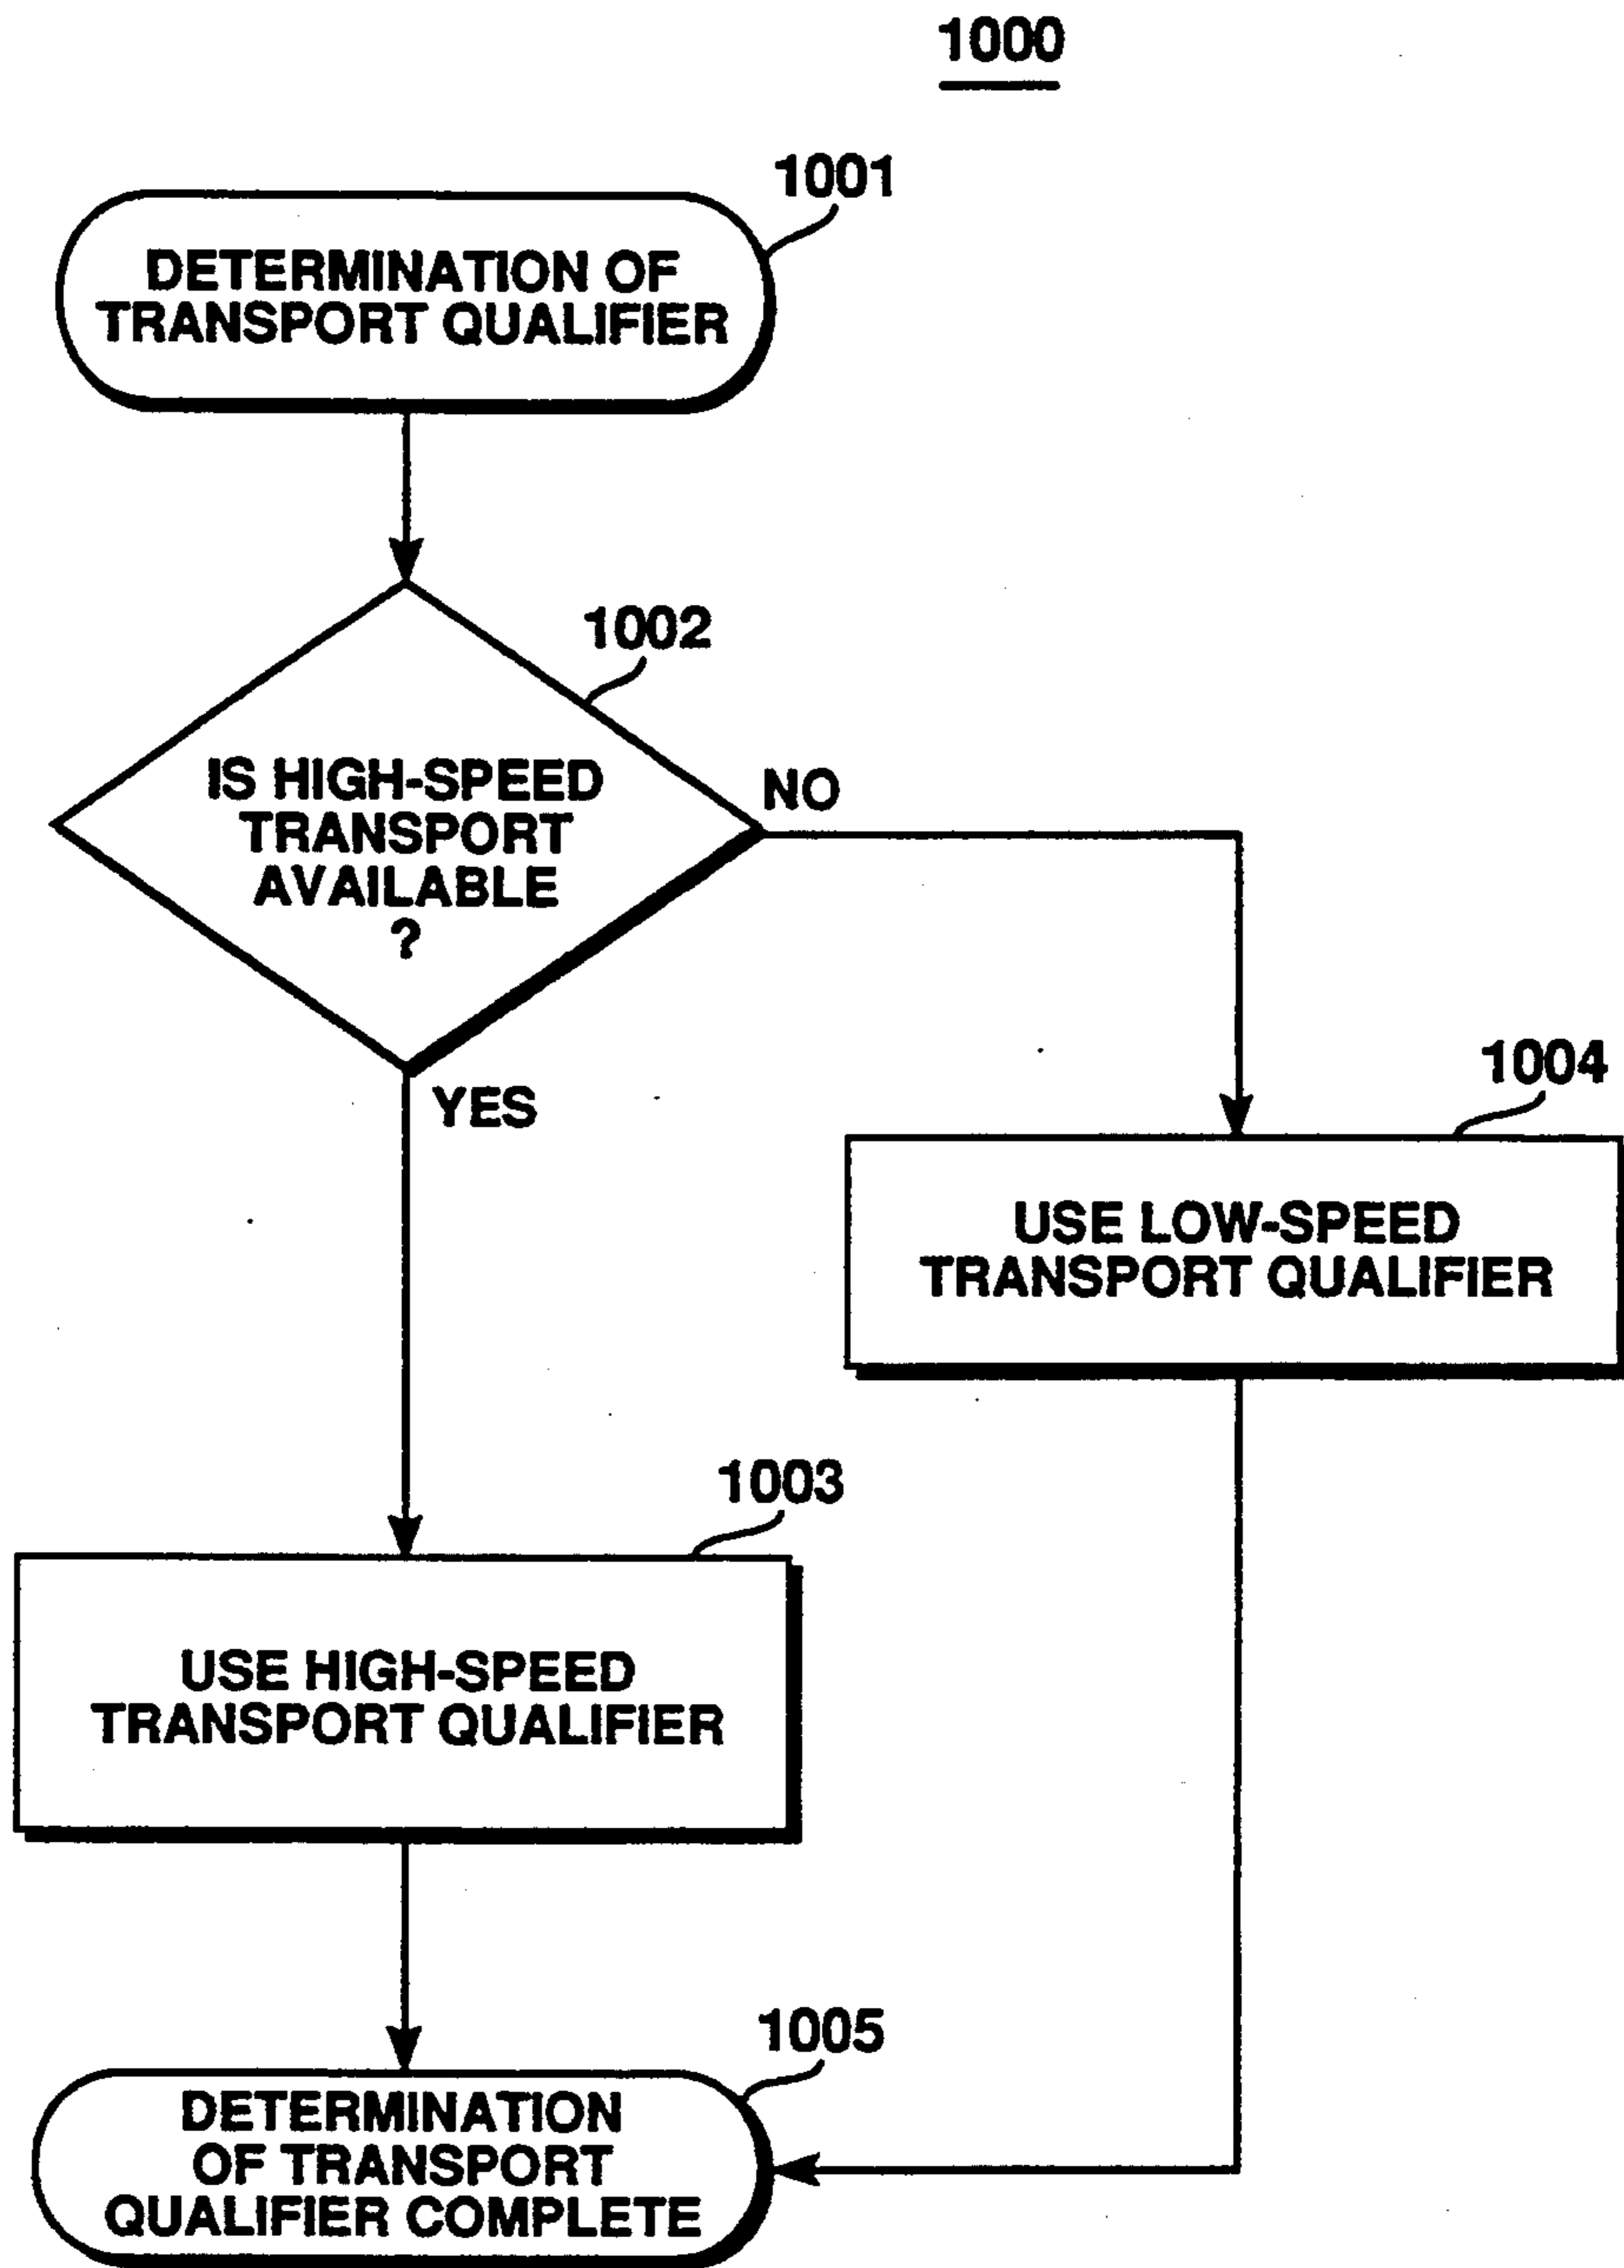 1000
1001
DETERMINATION OF
TRANSPORT QUALIFIER
1002
IS HIGH-SPEED
TRANSPORT
AVAILABLE
?
NO
YES
1004
USE LOW-SPEED
TRANSPORT QUALIFIER
1003
USE HIGH-SPEED
TRANSPORT QUALIFIER
1005
DETERMINATION
OF TRANSPORT
QUALIFIER COMPLETE